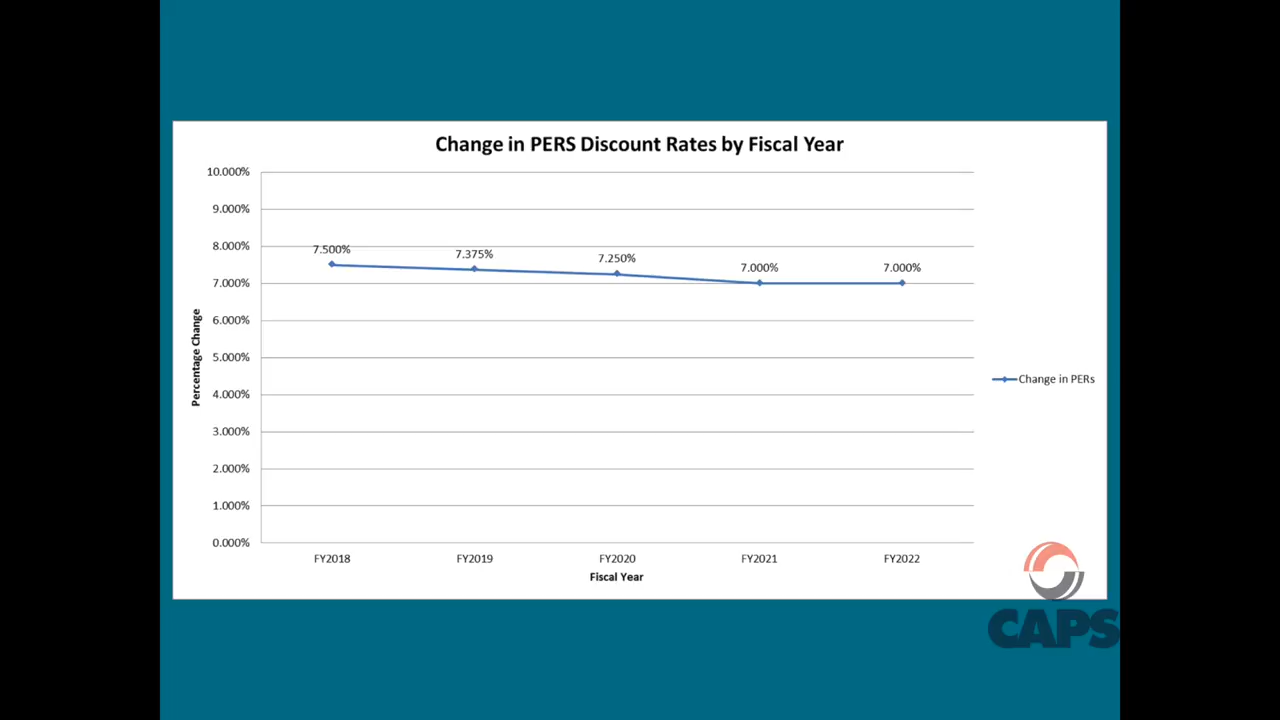 Change in PERS Discount Rates by Fiscal Year
10.000%
9.000%
8.000%
7.000%
6.000%
5.000%
4.000%
3.000%
2.000%
1.000%
0.000%
Percentage Change
7.500%
7.375%
7.250%
7.000%
7.000%
FY2018
FY2019
FY2020
FY2021
FY2022
Fiscal Year
Change in PERs
CAPS